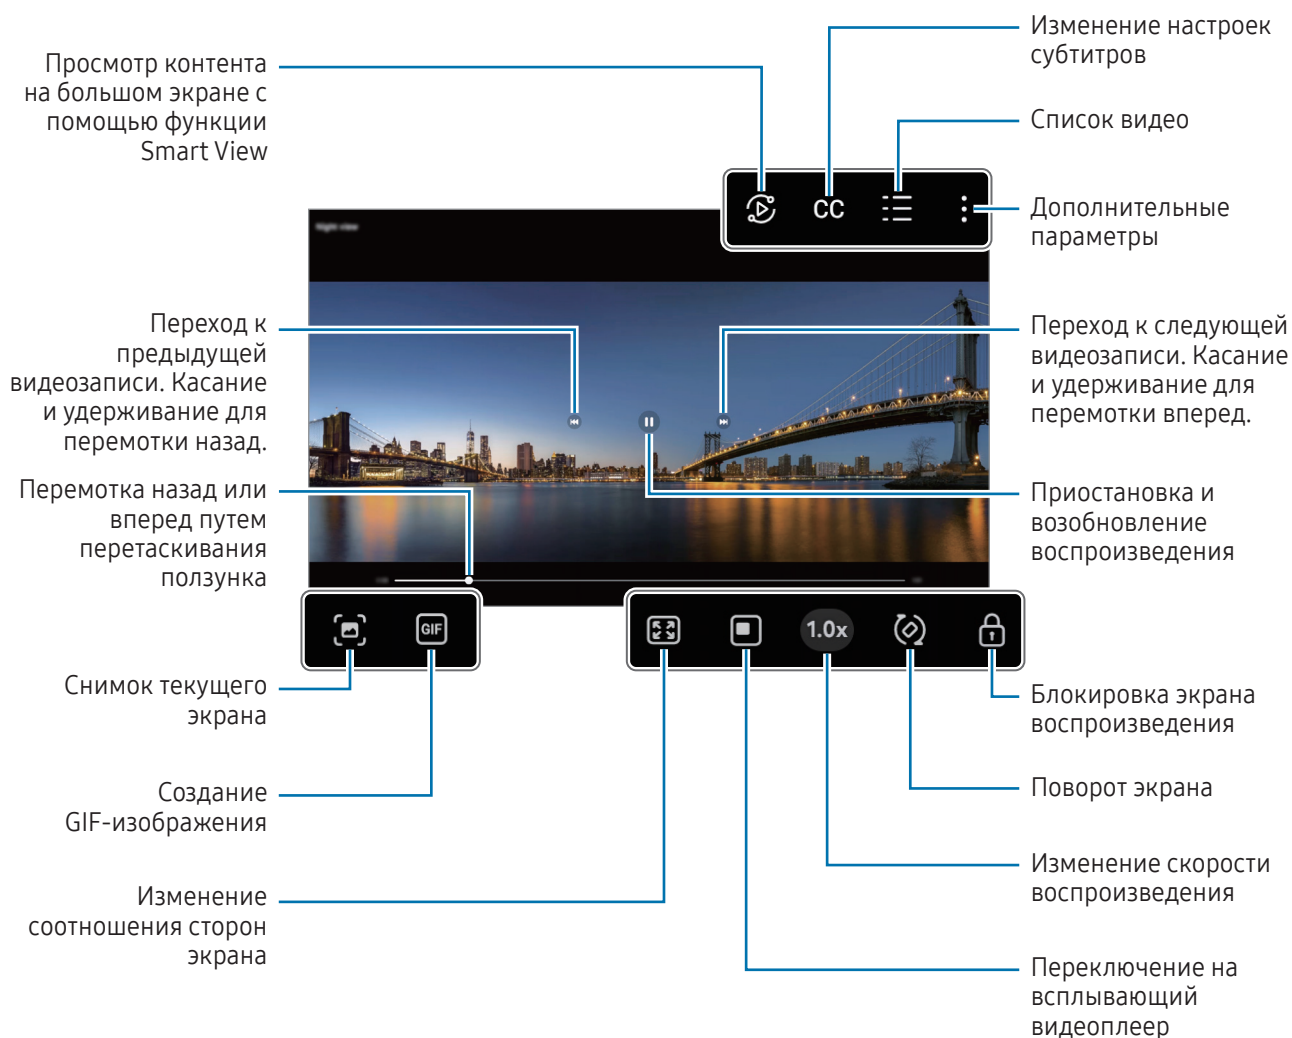 Изменение настроек
субтитров
Просмотр контента
на большом экране с
помощью функции
Smart View
Список видео
Дополнительные
параметры
CC
Night view
Переход к
предыдущей
видеозаписи. Касание
и удерживание для
перемотки назад.
Переход к следующей
видеозаписи. Касание
и удерживание для
перемотки вперед.
Перемотка назад или
вперед путем
перетаскивания
ползунка
Приостановка и
возобновление
воспроизведения
GIF
1.0x
Снимок текущего
экрана
Блокировка экрана
воспроизведения
Создание
GIF-изображения
Поворот экрана
Изменение
соотношения сторон
экрана
Изменение скорости
воспроизведения
Переключение на
всплывающий
видеоплеер